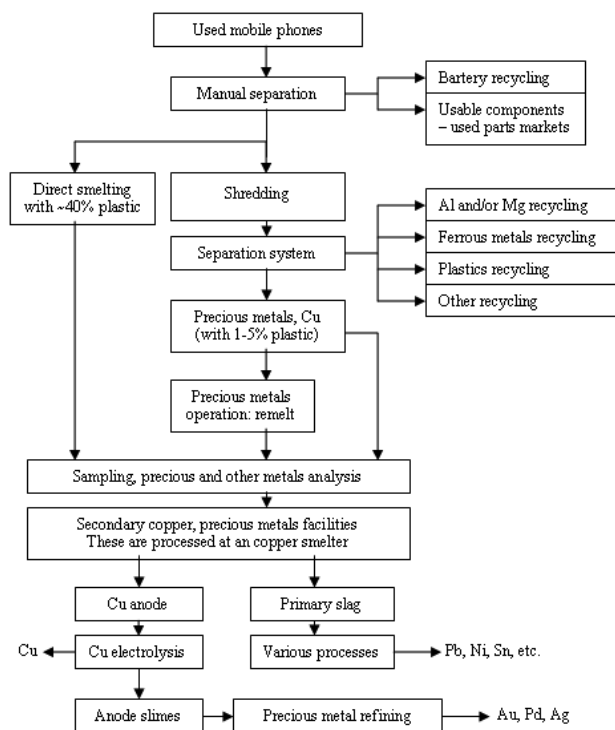 Used mobile phones
Manual separation
Bartery recycling
Usable components
– used parts markets
Direct smelting
with ~40% plastic
Shredding
Separation system
Al and/or Mg recycling
Ferrous metals recycling
Plastics recycling
Other recycling
Precious metals, Cu
(with 1-5% plastic)
Precious metals
operation: remelt
Sampling, precious and other metals analysis
Secondary copper, precious metals facilities
These are processed at an copper smelter
Cu anode
Primary slag
Cu
Cu electrolysis
Various processes
Pb, Ni, Sn, etc.
Anode slimes
Precious metal refining
Au, Pd, Ag